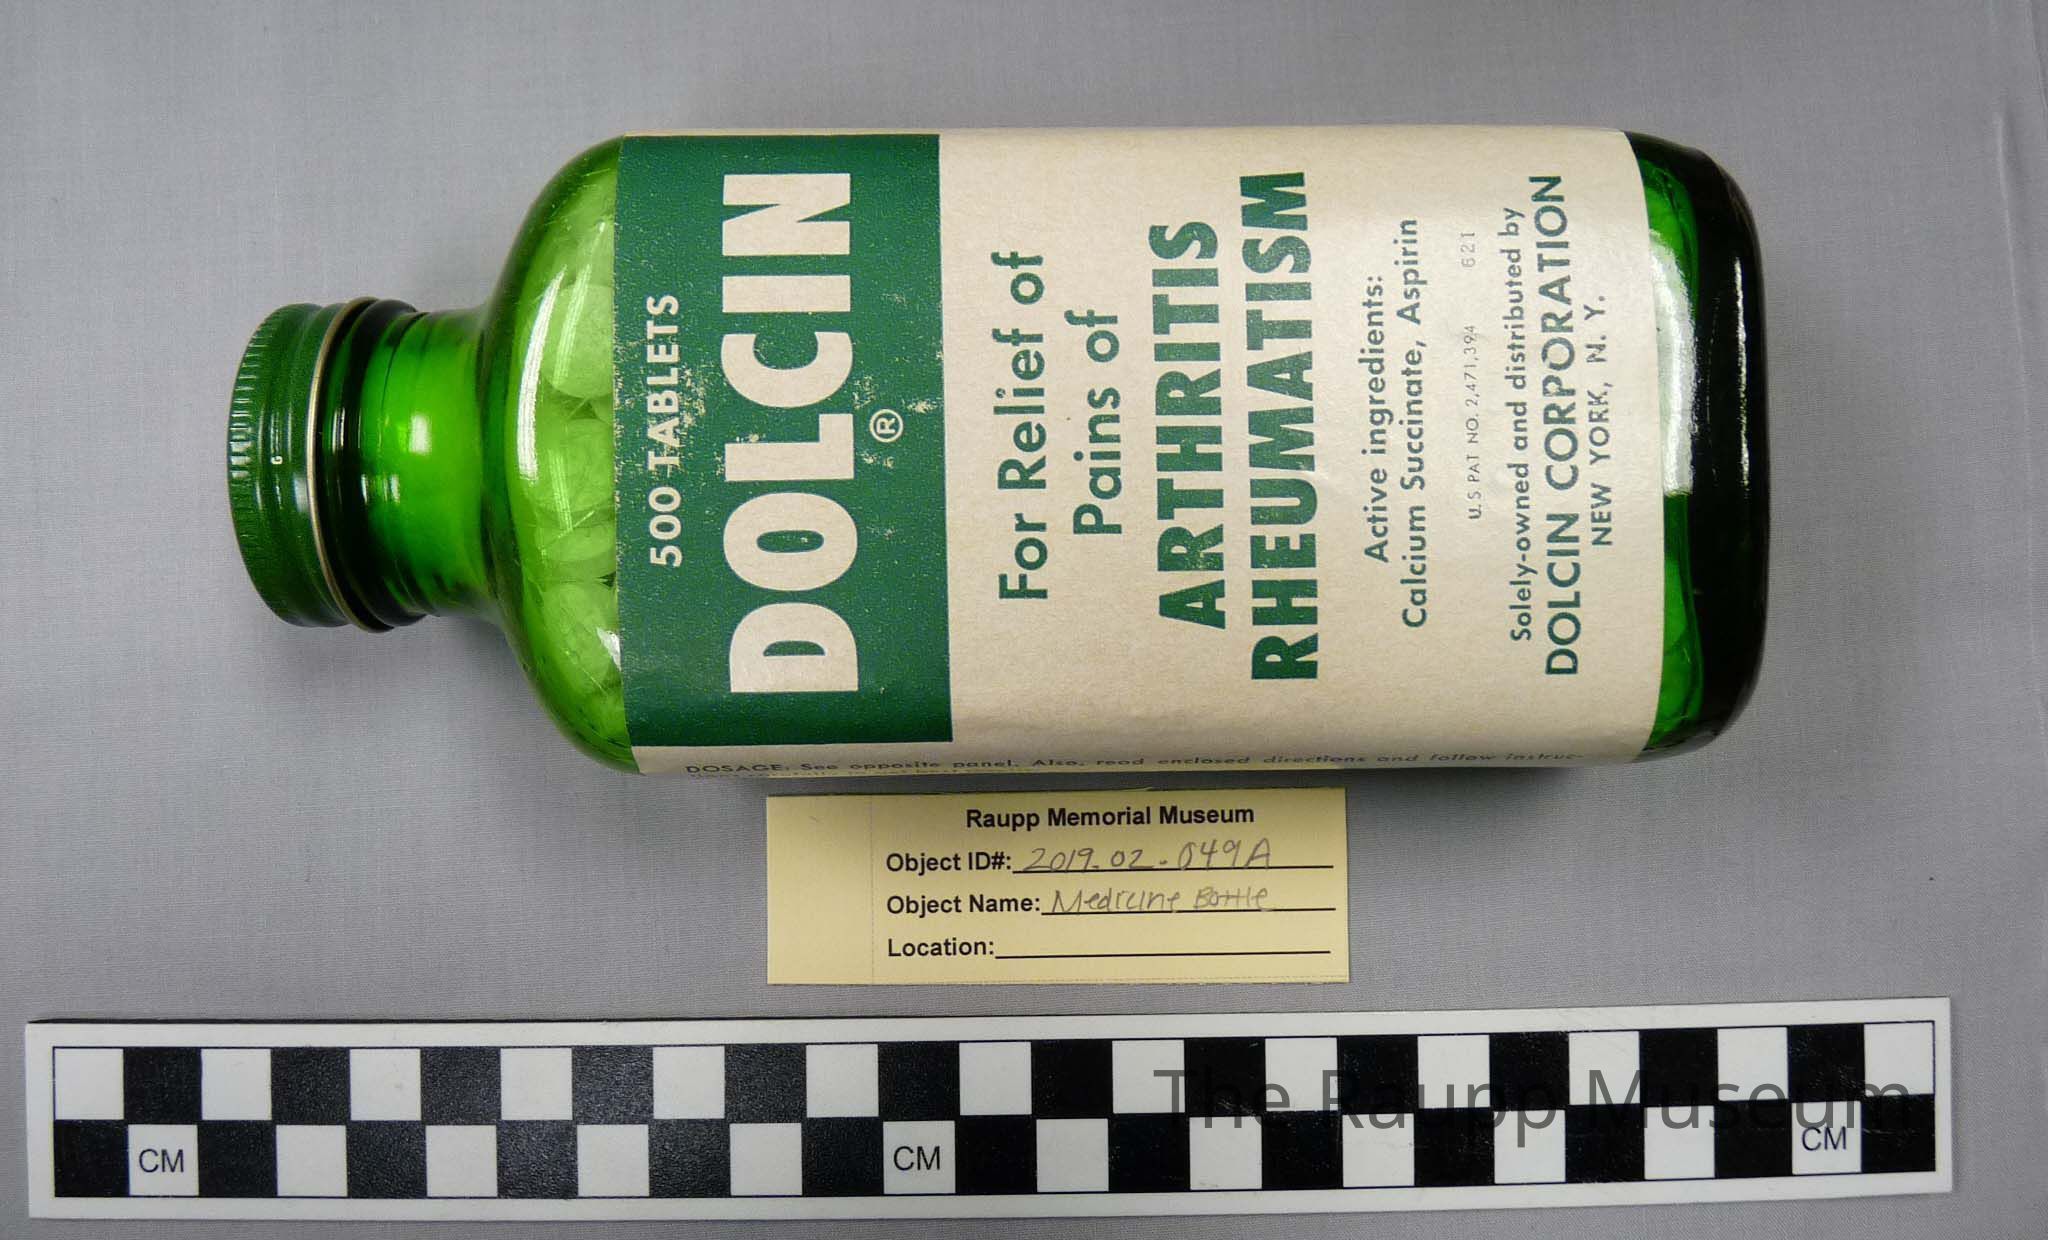 500 TABLETS
DOLCIN
®
For Relief of
Pains of
ARTHRITIS
RHEUMATISM
Active ingredients:
Calcium Succinate, Aspirin
U.S. PAT NO. 2,471,394 621
Solely-owned and distributed by
DOLCIN CORPORATION
NEW YORK, N. Y.
DOSAGE: See opposite panel. Also, read enclosed directions and follow instruc-
G
Raupp Memorial Museum
Object ID#: 2019.02.049A
Object Name: Medicine Bottle
Location:
The Raupp Museum
CM CM CM